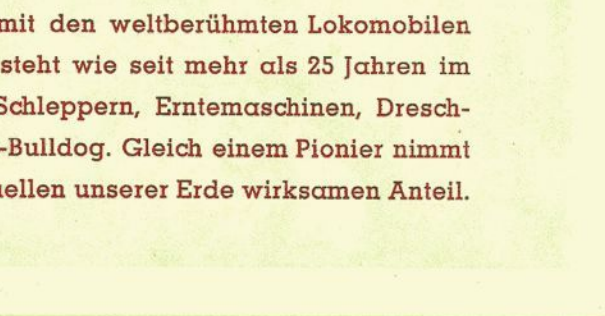 mit den weltberühmten Lokomobilen
steht wie seit mehr als 25 Jahren im
Schleppern, Erntemaschinen, Dresch-
-Bulldog. Gleich einem Pionier nimmt
ellen unserer Erde wirksamen Anteil.